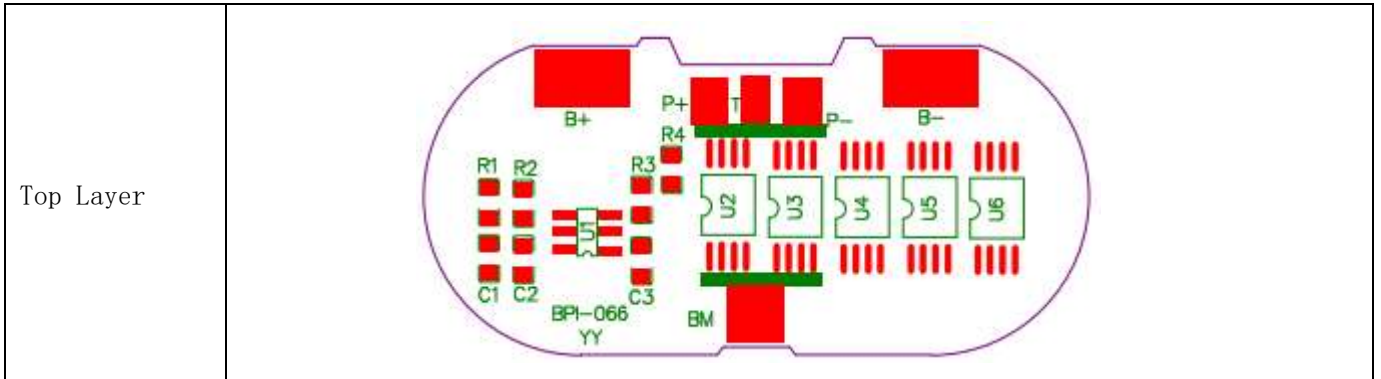 Top Layer
B+
P+
T
P-
B-
R4
R1
R2
R3
U1
U2
U3
U4
U5
U6
C1
C2
C3
BPI-066
YY
BM